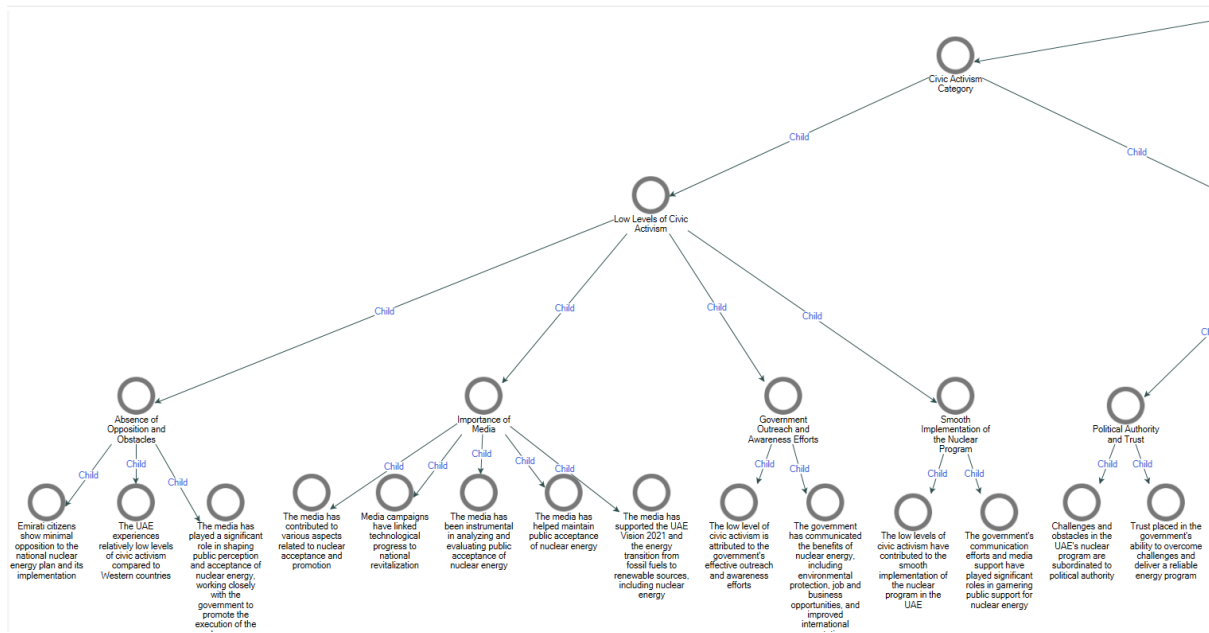 Civic Activism
Category
Child
Child
Low Levels of Civic
Activism
Child
Child
Child
Child
Absence of
Opposition and
Obstacles
Importance of
Media
Government
Outreach and
Awareness Efforts
Smooth
Implementation of
the Nuclear
Program
Political Authority
and Trust
Child
Child
Child
Child
Child
Child
Child
Child
Child
Child
Child
Child
Child
Child
Emirati citizens
show minimal
opposition to the
national nuclear
energy plan and its
implementation
The UAE
experiences
relatively low levels
of civic activism
compared to
Western countries
The media has
played a significant
role in shaping
public perception
and acceptance of
nuclear energy,
working closely
with the
government to
promote the
execution of the
The media has
contributed to
various aspects
related to nuclear
acceptance and
promotion
Media campaigns
have linked
technological
progress to
national
revitalization
The media has
been instrumental
in analyzing and
evaluating public
acceptance of
nuclear energy
The media has
helped maintain
public acceptance
of nuclear energy
The media has
supported the UAE
Vision 2021 and
the energy
transition from
fossil fuels to
renewable sources,
including nuclear
energy
The low level of
civic activism is
attributed to the
government's
effective outreach
and awareness
efforts
The government
has communicated
the benefits of
nuclear energy,
including
environmental
protection, job and
business
opportunities, and
improved
international
The low levels of
civic activism have
contributed to the
smooth
implementation of
the nuclear
program in the
UAE
The government's
communication
efforts and media
support have
played significant
roles in garnering
public support for
nuclear energy
Challenges and
obstacles in the
UAE's nuclear
program are
subordinated to
political authority
Trust placed in the
government's
ability to overcome
challenges and
deliver a reliable
energy program